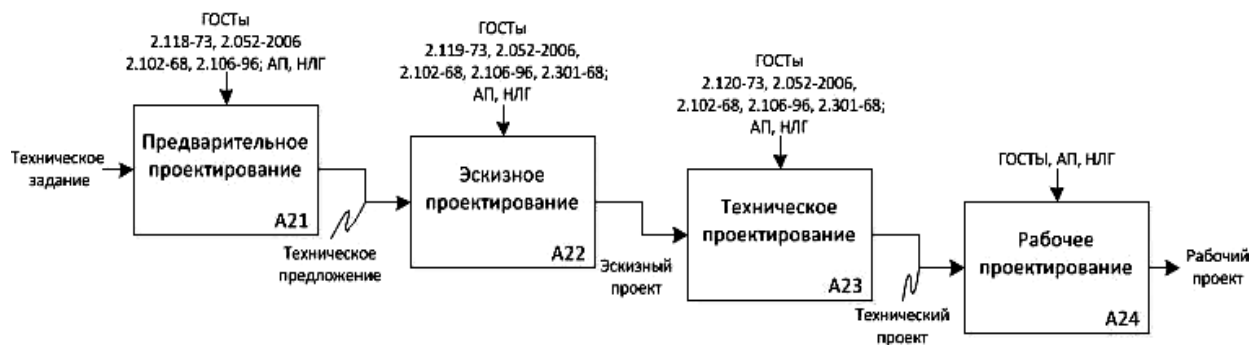 ГОСТы
2.118-73, 2.052-2006
2.102-68, 2.106-96; АП, НЛГ
Техническое
задание
Предварительное
проектирование
А21
Техническое
предложение
ГОСТы
2.119-73, 2.052-2006,
2.102-68, 2.106-96, 2.301-68;
АП, НЛГ
Эскизное
проектирование
А22
Эскизный
проект
ГОСТы
2.120-73, 2.052-2006,
2.102-68, 2.106-96, 2.301-68;
АП, НЛГ
Техническое
проектирование
А23
Технический
проект
ГОСТЫ, АП, НЛГ
Рабочее
проектирование
А24
Рабочий
проект